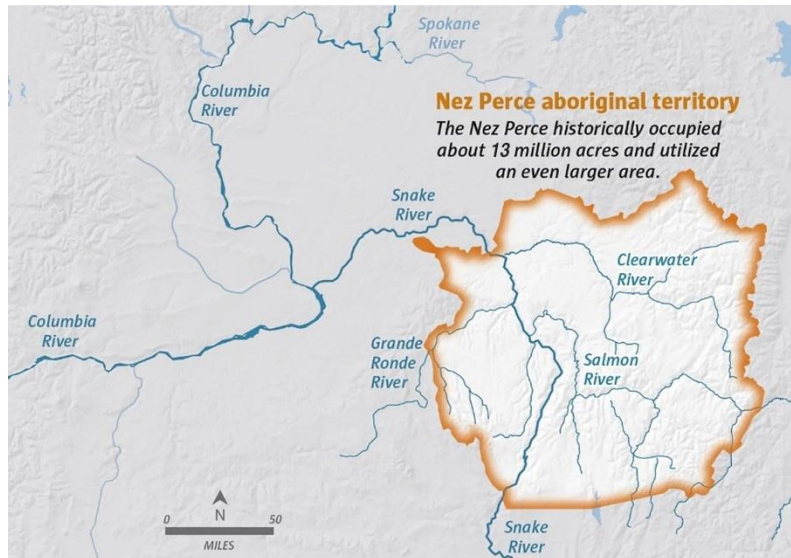 Spokane
River
Columbia
River
Nez Perce aboriginal territory
The Nez Perce historically occupied
about 13 million acres and utilized
an even larger area.
Snake
River
Clearwater
River
Columbia
River
Grande
Ronde
River
Salmon
River
N
0 50
MILES
Snake
River